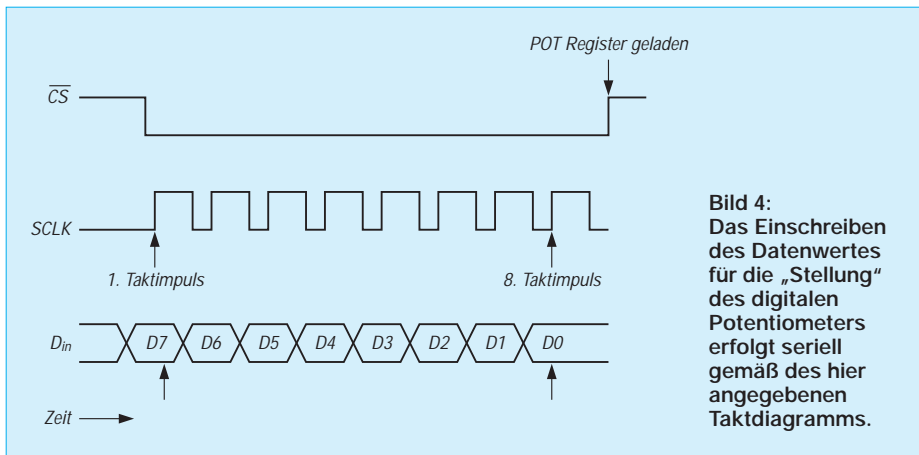 POT Register geladen
CS
SCLK
1. Taktimpuls
8. Taktimpuls
Din
D7 D6 D5 D4 D3 D2 D1 D0
Zeit
Bild 4:
Das Einschreiben
des Datenwertes
für die „Stellung“
des digitalen
Potentiometers
erfolgt seriell
gemäß des hier
angegebenen
Taktdiagramms.